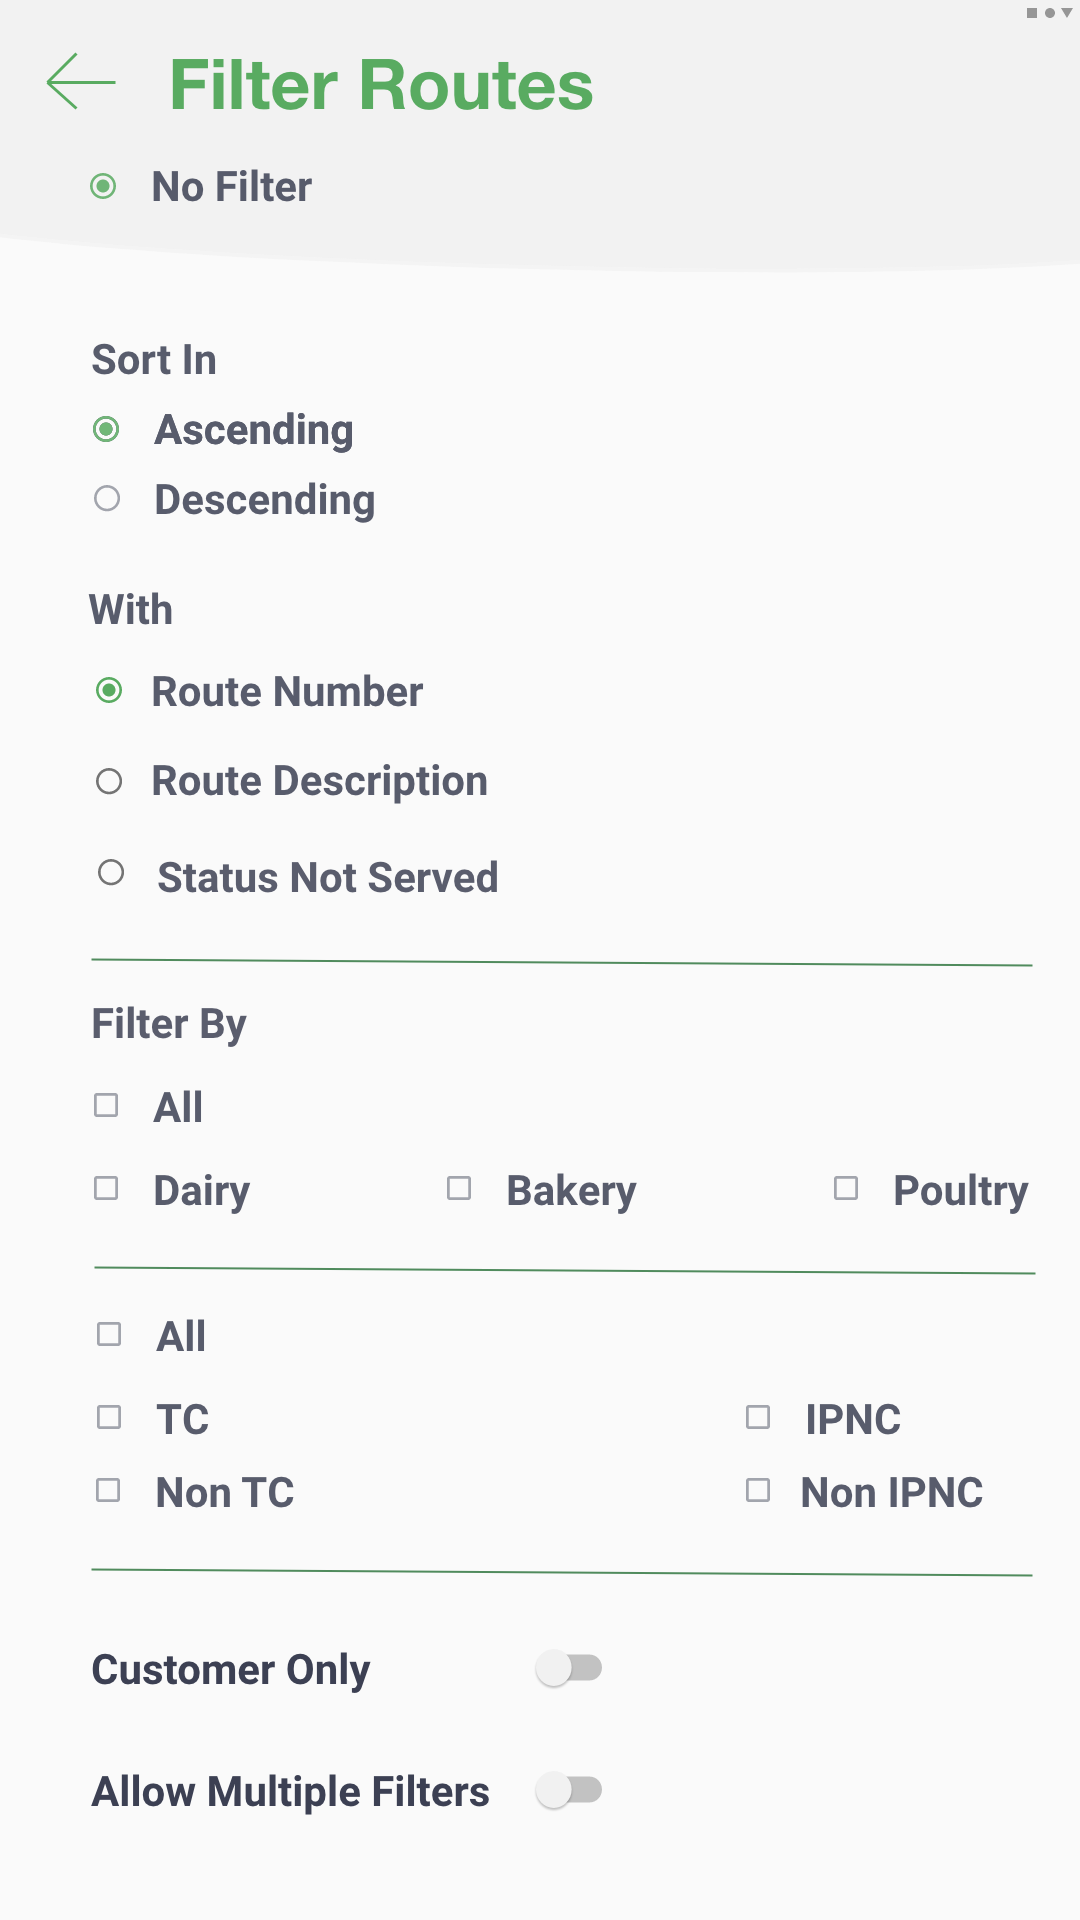 Filter Routes
No Filter
Sort In
Ascending
Descending
With
Route Number
Route Description
Status Not Served
Filter By
All
Dairy Bakery Poultry
All
TC IPNC
Non TC Non IPNC
Customer Only
Allow Multiple Filters